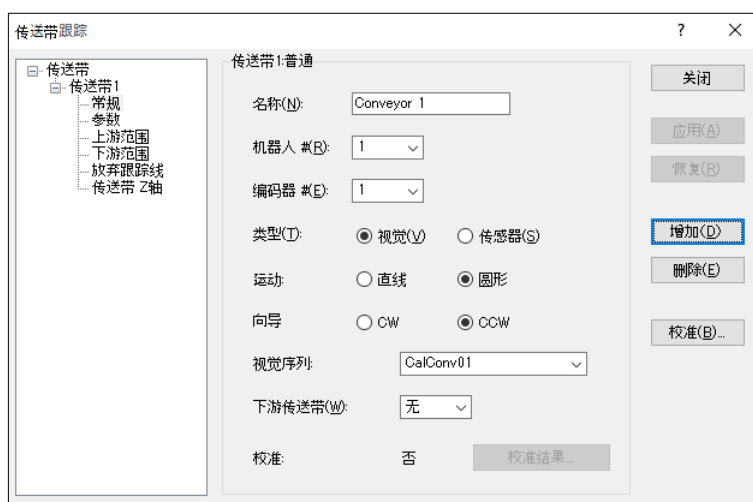 传送带跟踪
? ×
传送带
传送带1
常规
参数
上游范围
下游范围
放弃跟踪线
传送带 Z轴
传送带1:普通
名称(N): Conveyor 1
机器人 #(R): 1
编码器 #(E): 1
类型(T): 视觉(V) 传感器(S)
运动: 直线 圆形
向导 CW CCW
视觉序列: CalConv01
下游传送带(W): 无
校准: 否 校准结果...
关闭
应用(A)
恢复(R)
增加(D)
删除(E)
校准(B)...